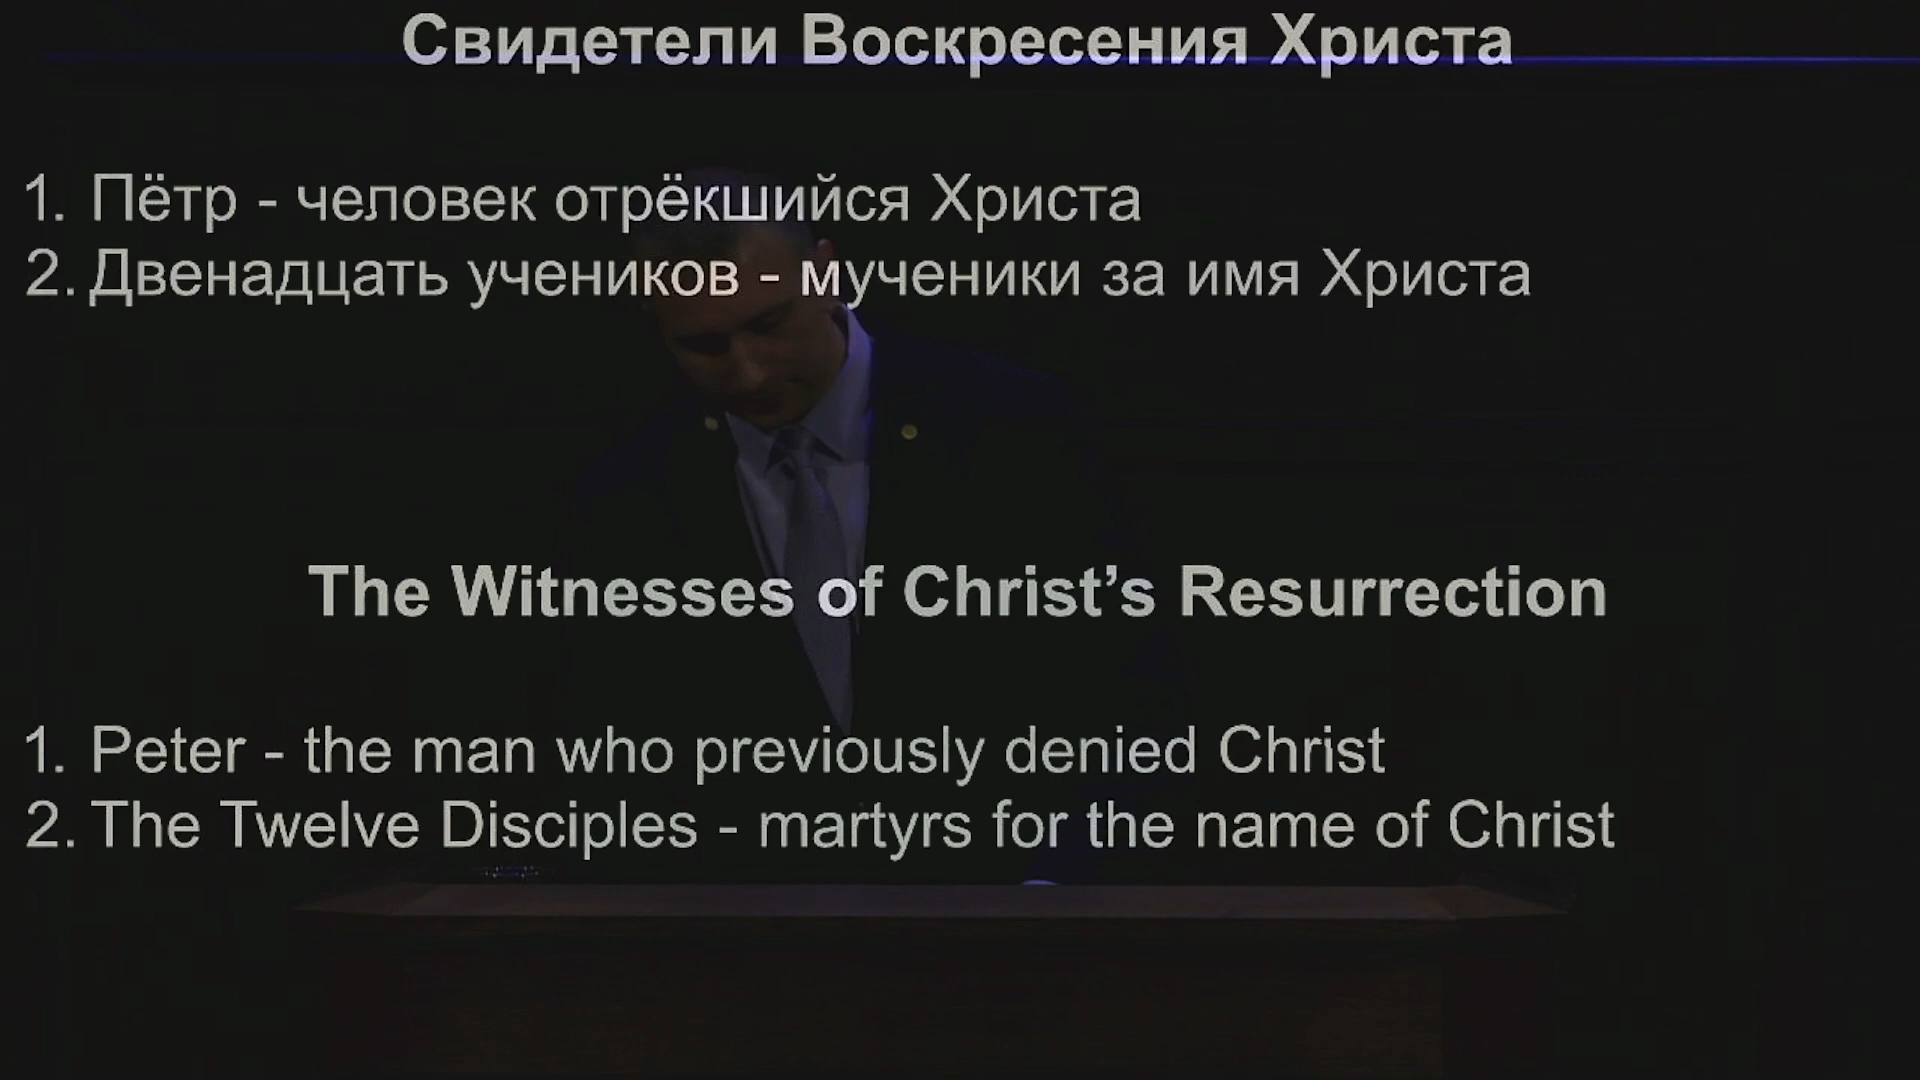 Свидетели Воскресения Христа
1. Пётр - человек отрёкшийся Христа
2. Двенадцать учеников - мученики за имя Христа
The Witnesses of Christ’s Resurrection
1. Peter - the man who previously denied Christ
2. The Twelve Disciples - martyrs for the name of Christ